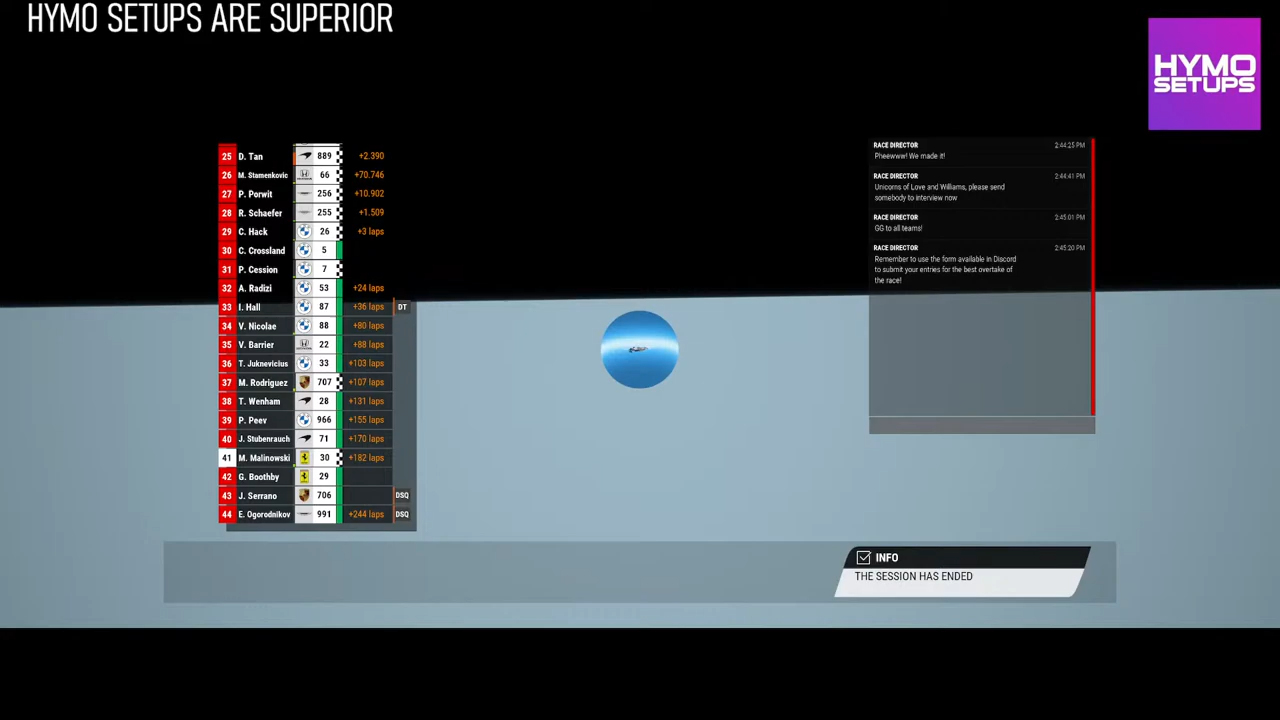 HYMO SETUPS ARE SUPERIOR
HYMO
SETUPS
25 D. Tan 889 +2.390
26 M. Stamenkovic 66 +70.746
27 P. Porwit 256 +10.902
28 R. Schaefer 255 +1.509
29 C. Hack 26 +3 laps
30 C. Crossland 5
31 P. Cession 7
32 A. Radizi 53 +24 laps
33 I. Hall 87 +36 laps DT
34 V. Nicolae 88 +80 laps
35 V. Barrier 22 +88 laps
36 T. Juknevicius 33 +103 laps
37 M. Rodriguez 707 +107 laps
38 T. Wenham 28 +131 laps
39 P. Peev 966 +155 laps
40 J. Stubenrauch 71 +170 laps
41 M. Malinowski 30 +182 laps
42 G. Boothby 29
43 J. Serrano 706 DSQ
44 E. Ogorodnikov 991 +244 laps DSQ
RACE DIRECTOR 2:44:25 PM
Pheewww! We made it!
RACE DIRECTOR 2:44:41 PM
Unicorns of Love and Williams, please send
somebody to interview now
RACE DIRECTOR 2:45:01 PM
GG to all teams!
RACE DIRECTOR 2:45:20 PM
Remember to use the form available in Discord
to submit your entries for the best overtake of
the race!
INFO
THE SESSION HAS ENDED